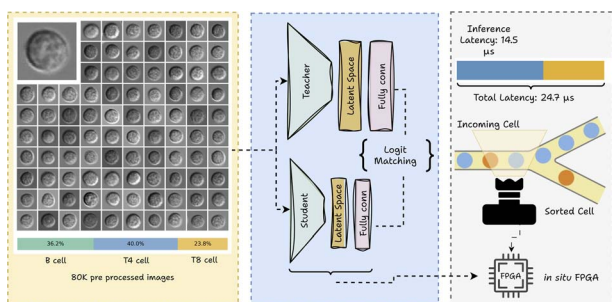 36.2%
40.0%
23.8%
B cell
T4 cell
T8 cell
80K pre processed images
Teacher
Latent Space
Fully conn
Logit
Matching
Student
Latent Space
Fully conn
Inference
Latency: 14.5
μs
Total Latency: 24.7 μs
Incoming Cell
Sorted Cell
FPGA
in situ FPGA